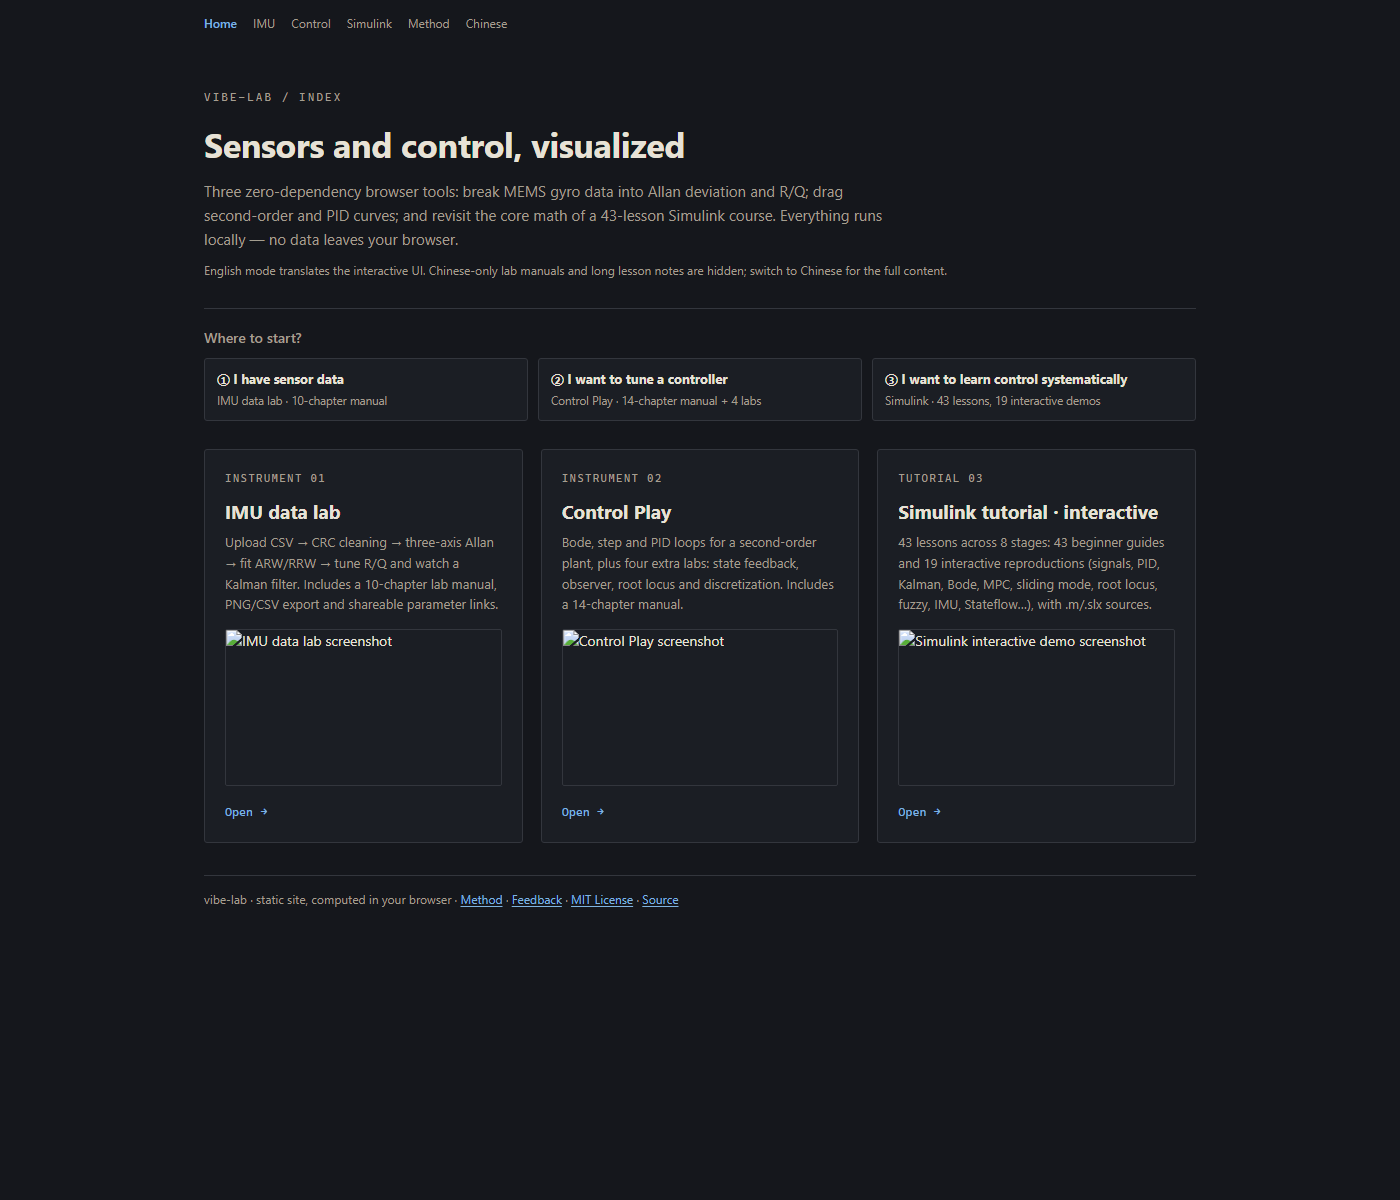 Home IMU Control Simulink Method Chinese
VIBE-LAB / INDEX
Sensors and control, visualized
Three zero-dependency browser tools: break MEMS gyro data into Allan deviation and R/Q; drag
second-order and PID curves; and revisit the core math of a 43-lesson Simulink course. Everything runs
locally — no data leaves your browser.
English mode translates the interactive UI. Chinese-only lab manuals and long lesson notes are hidden; switch to Chinese for the full content.
Where to start?
① I have sensor data
IMU data lab · 10-chapter manual
② I want to tune a controller
Control Play · 14-chapter manual + 4 labs
③ I want to learn control systematically
Simulink · 43 lessons, 19 interactive demos
INSTRUMENT 01
IMU data lab
Upload CSV → CRC cleaning → three-axis Allan
→ fit ARW/RRW → tune R/Q and watch a
Kalman filter. Includes a 10-chapter lab manual,
PNG/CSV export and shareable parameter links.
IMU data lab screenshot
Open →
INSTRUMENT 02
Control Play
Bode, step and PID loops for a second-order
plant, plus four extra labs: state feedback,
observer, root locus and discretization. Includes
a 14-chapter manual.
Control Play screenshot
Open →
TUTORIAL 03
Simulink tutorial · interactive
43 lessons across 8 stages: 43 beginner guides
and 19 interactive reproductions (signals, PID,
Kalman, Bode, MPC, sliding mode, root locus,
fuzzy, IMU, Stateflow…), with .m/.slx sources.
Simulink interactive demo screenshot
Open →
vibe-lab · static site, computed in your browser · Method · Feedback · MIT License · Source